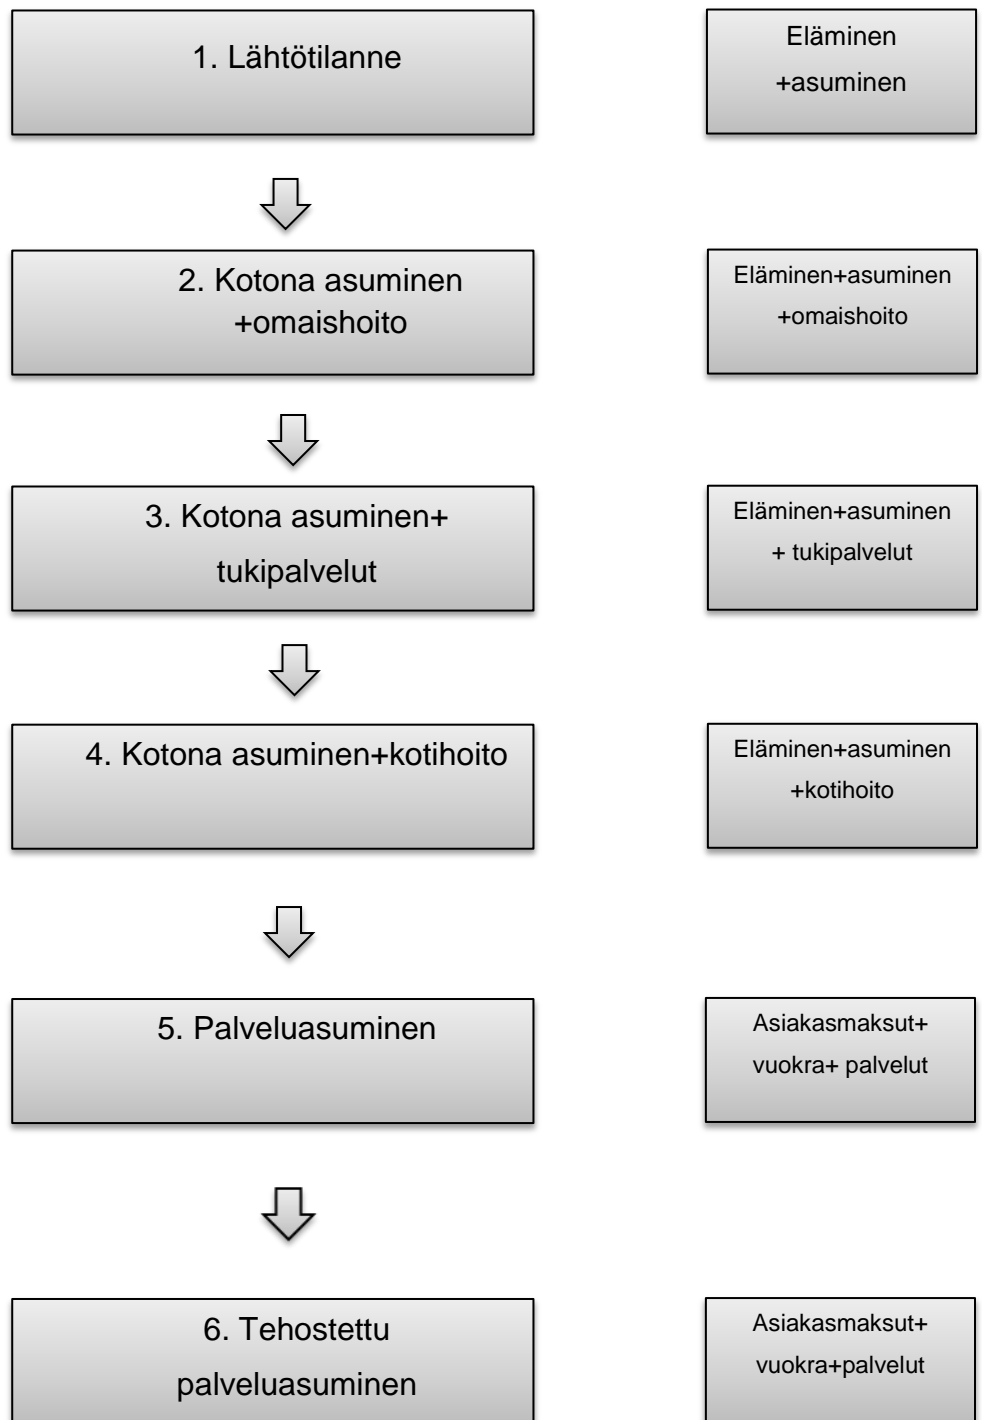 1. Lähtötilanne
Eläminen
+asuminen
2. Kotona asuminen
+omaishoito
Eläminen+asuminen
+omaishoito
3. Kotona asuminen+
tukipalvelut
Eläminen+asuminen
+ tukipalvelut
4. Kotona asuminen+kotihoito
Eläminen+asuminen
+kotihoito
5. Palveluasuminen
Asiakasmaksut+
vuokra+ palvelut
6. Tehostettu
palveluasuminen
Asiakasmaksut+
vuokra+palvelut